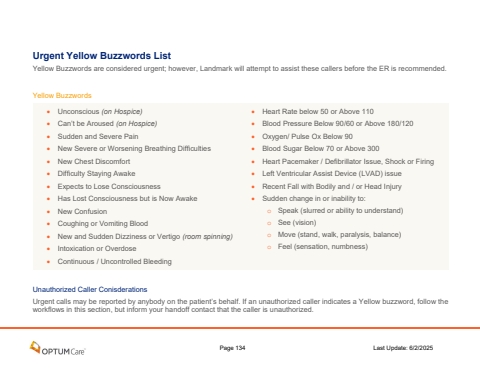 Urgent Yellow Buzzwords List
Yellow Buzzwords are considered urgent; however, Landmark will attempt to assist these callers before the ER is recommended.
Yellow Buzzwords
• Unconscious (on Hospice)
• Can't be Aroused (on Hospice)
• Sudden and Severe Pain
• New Severe or Worsening Breathing Difficulties
• New Chest Discomfort
• Difficulty Staying Awake
• Expects to Lose Consciousness
• Has Lost Consciousness but is Now Awake
• New Confusion
• Coughing or Vomiting Blood
• New and Sudden Dizziness or Vertigo (room spinning)
• Intoxication or Overdose
• Continuous / Uncontrolled Bleeding
• Heart Rate below 50 or Above 110
• Blood Pressure Below 90/60 or Above 180/120
• Oxygen/ Pulse Ox Below 90
• Blood Sugar Below 70 or Above 300
• Heart Pacemaker / Defibrillator Issue, Shock or Firing
• Left Ventricular Assist Device (LVAD) issue
• Recent Fall with Bodily and / or Head Injury
• Sudden change in or inability to:
o Speak (slurred or ability to understand)
o See (vision)
o Move (stand, walk, paralysis, balance)
o Feel (sensation, numbness)
Unauthorized Caller Considerations
Urgent calls may be reported by anybody on the patient's behalf. If an unauthorized caller indicates a Yellow buzzword, follow the
workflows in this section, but inform your handoff contact that the caller is unauthorized.
OPTUMCare
Page 134
Last Update: 6/2/2025